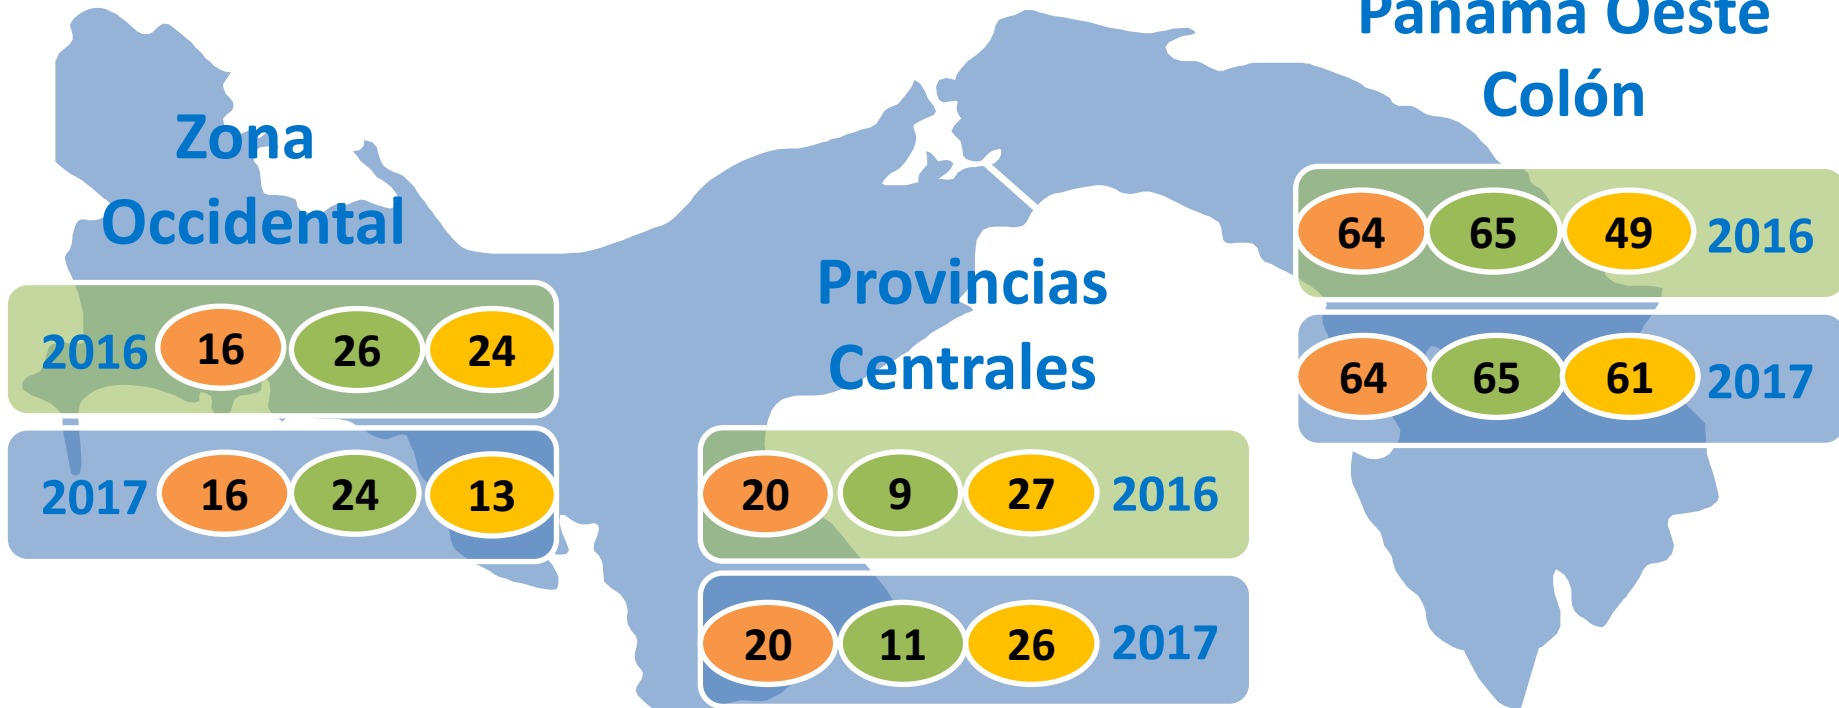 Panamá Oeste
Colón
Zona
Occidental
64 65 49 2016
64 65 61 2017
Provincias
Centrales
2016 16 26 24
2017 16 24 13
20 9 27 2016
20 11 26 2017